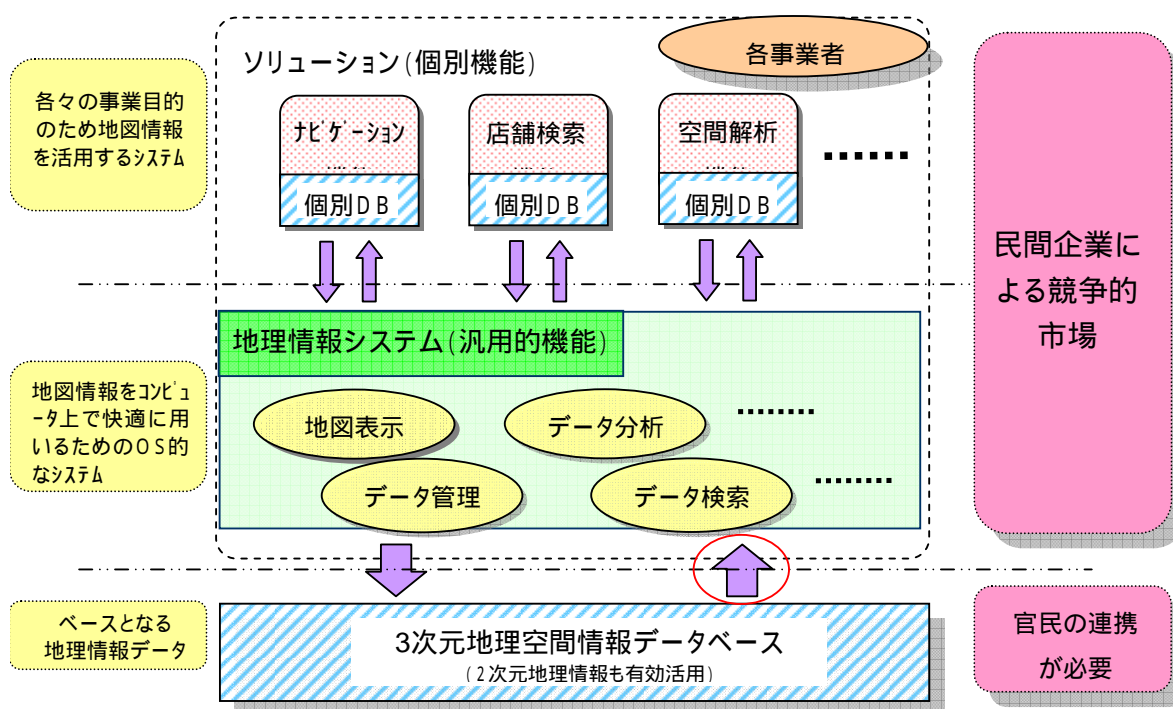 各事業者
ソリューション(個別機能)
各々の事業目的
のため地図情報
を活用するシステム
ナビゲーション
個別DB
店舗検索
個別DB
空間解析
個別DB
民間企業に
よる競争的
市場
地理情報システム(汎用的機能)
地図情報をコンピュ
ータ上で快適に用
いるためのOS的
なシステム
地図表示
データ分析
データ管理
データ検索
ベースとなる
地理情報データ
3次元地理空間情報データベース
(2次元地理情報も有効活用)
官民の連携
が必要